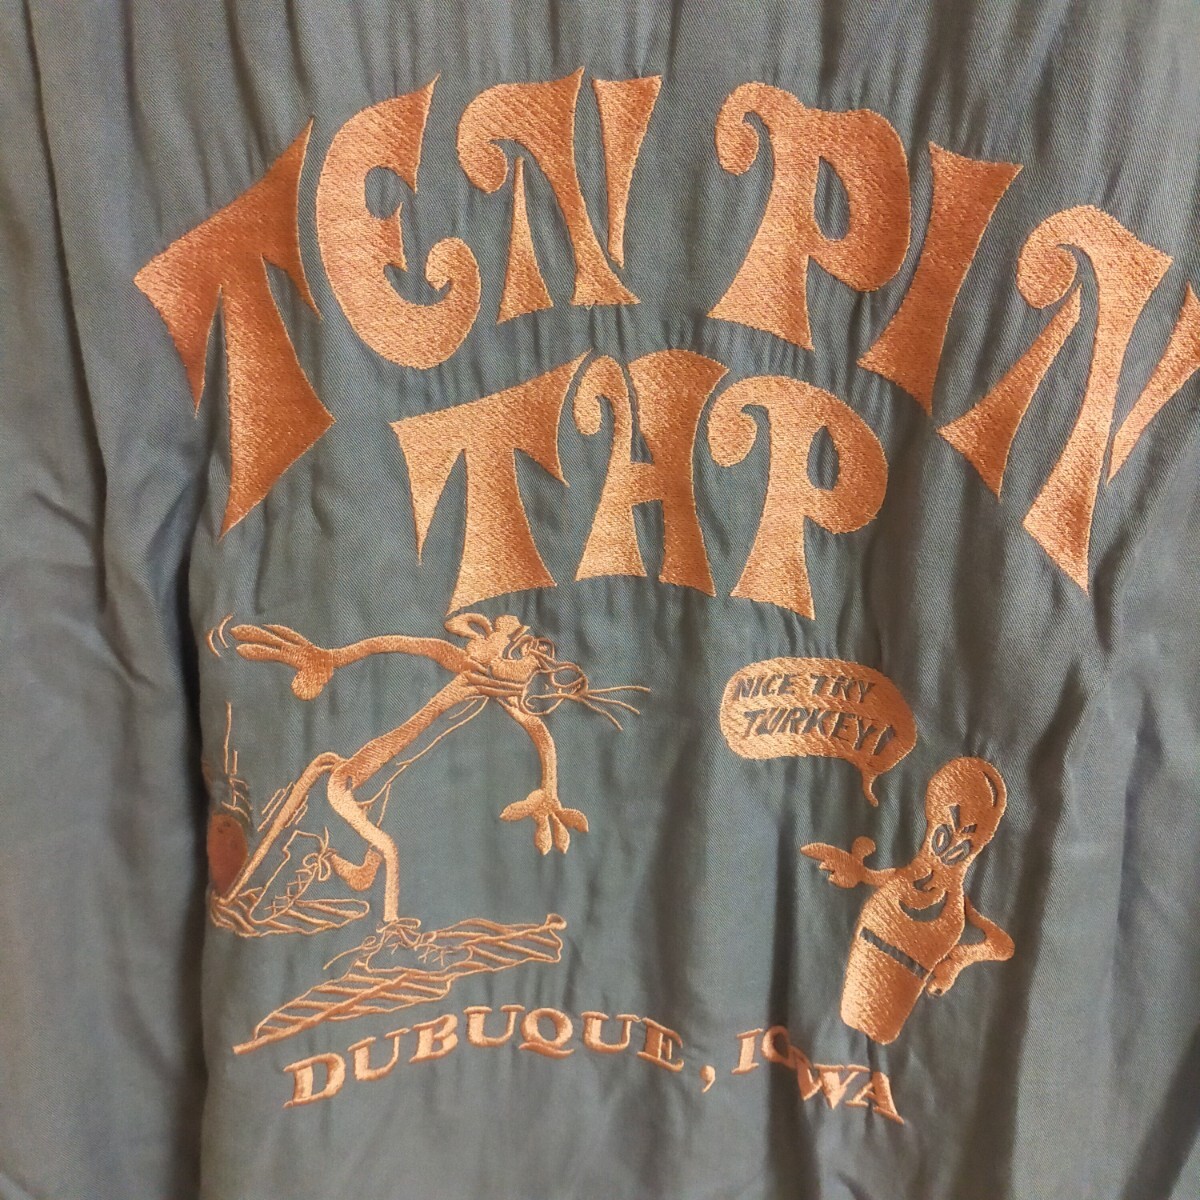 TEN PIN
TAP
NICE TRY
TURKEY!
DUBUQUE, IOWA